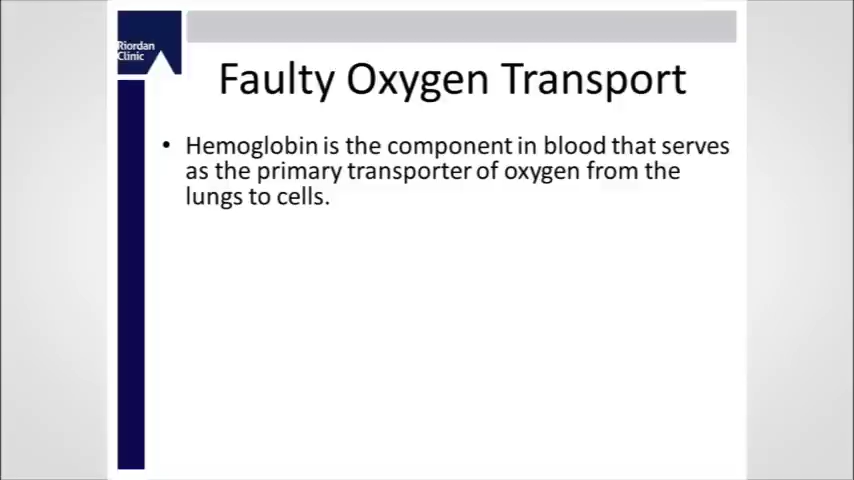 Riordan
Clinic
Faulty Oxygen Transport
• Hemoglobin is the component in blood that serves
as the primary transporter of oxygen from the
lungs to cells.